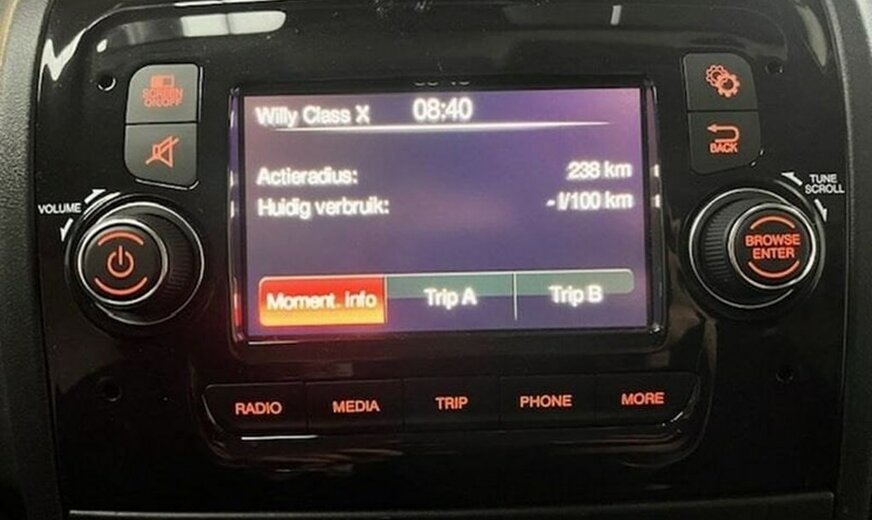 SCREEN
ON/OFF
Willy Class X 08:40
BACK
Actieradius: 238 km
Huidig verbruik: - l/100 km
VOLUME
TUNE
SCROLL
BROWSE
ENTER
Moment. info Trip A Trip B
RADIO MEDIA TRIP PHONE MORE